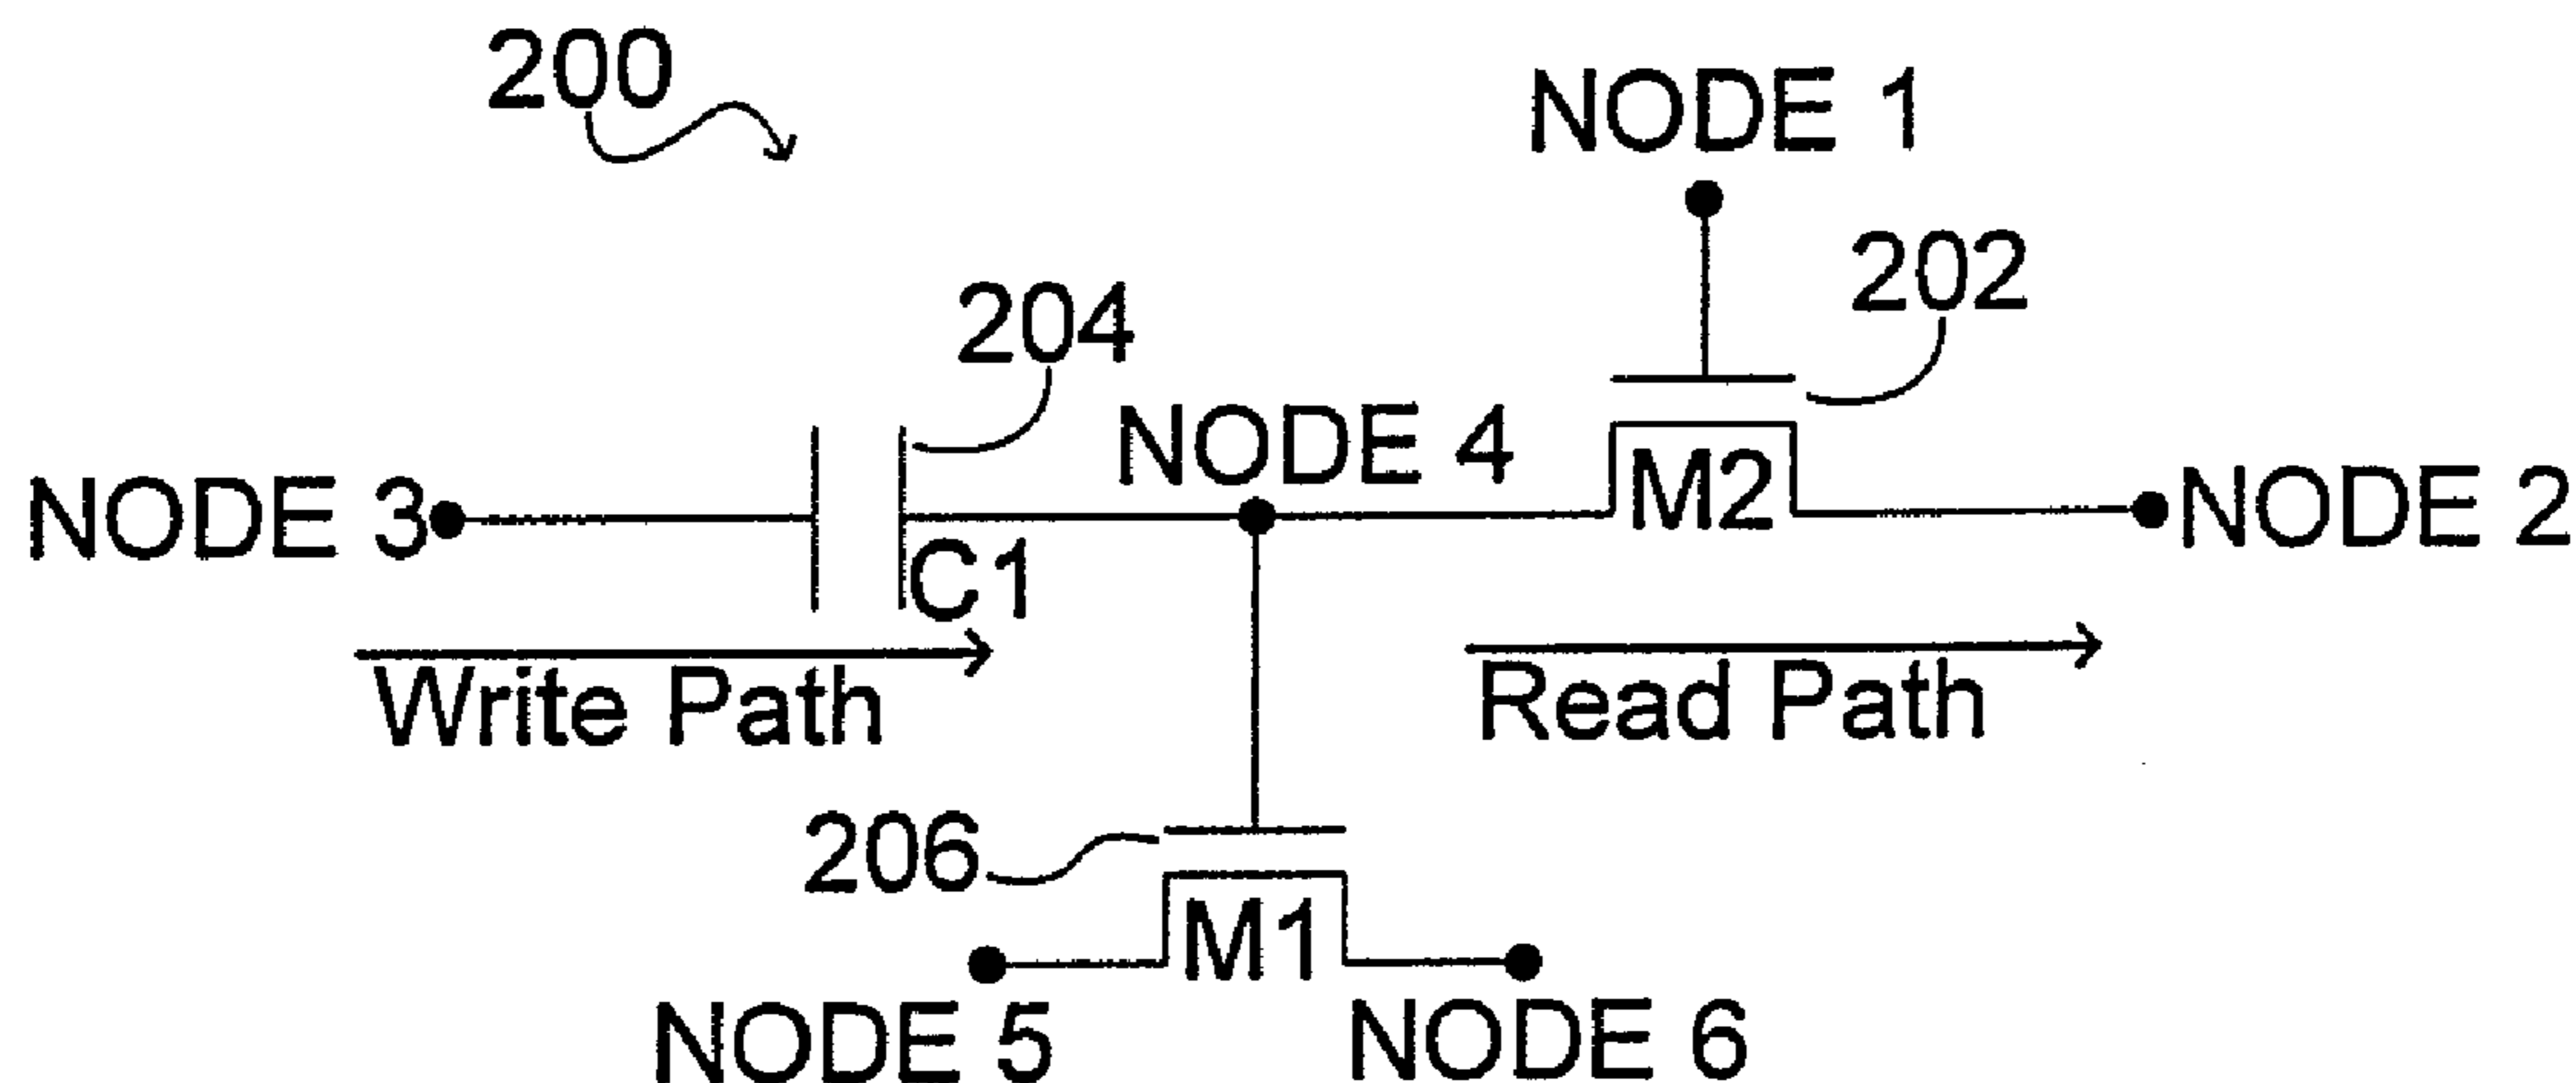 200
NODE 1
202
204
NODE 4
NODE 3
M2
NODE 2
C1
Write Path
Read Path
206
M1
NODE 5
NODE 6